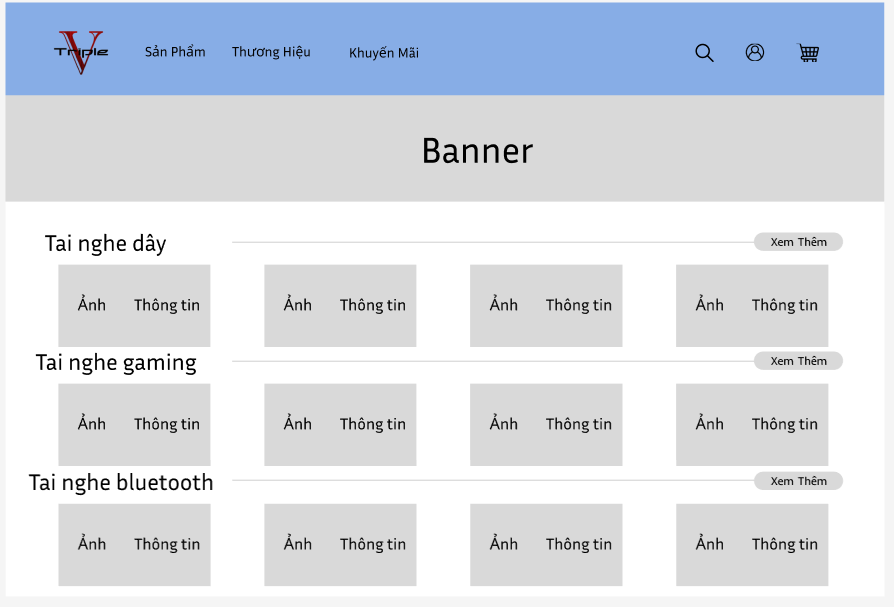 Triple V
Sản Phẩm Thương Hiệu Khuyến Mãi
Banner
Tai nghe dây Xem Thêm
Ảnh Thông tin Ảnh Thông tin Ảnh Thông tin Ảnh Thông tin
Tai nghe gaming Xem Thêm
Ảnh Thông tin Ảnh Thông tin Ảnh Thông tin Ảnh Thông tin
Tai nghe bluetooth Xem Thêm
Ảnh Thông tin Ảnh Thông tin Ảnh Thông tin Ảnh Thông tin